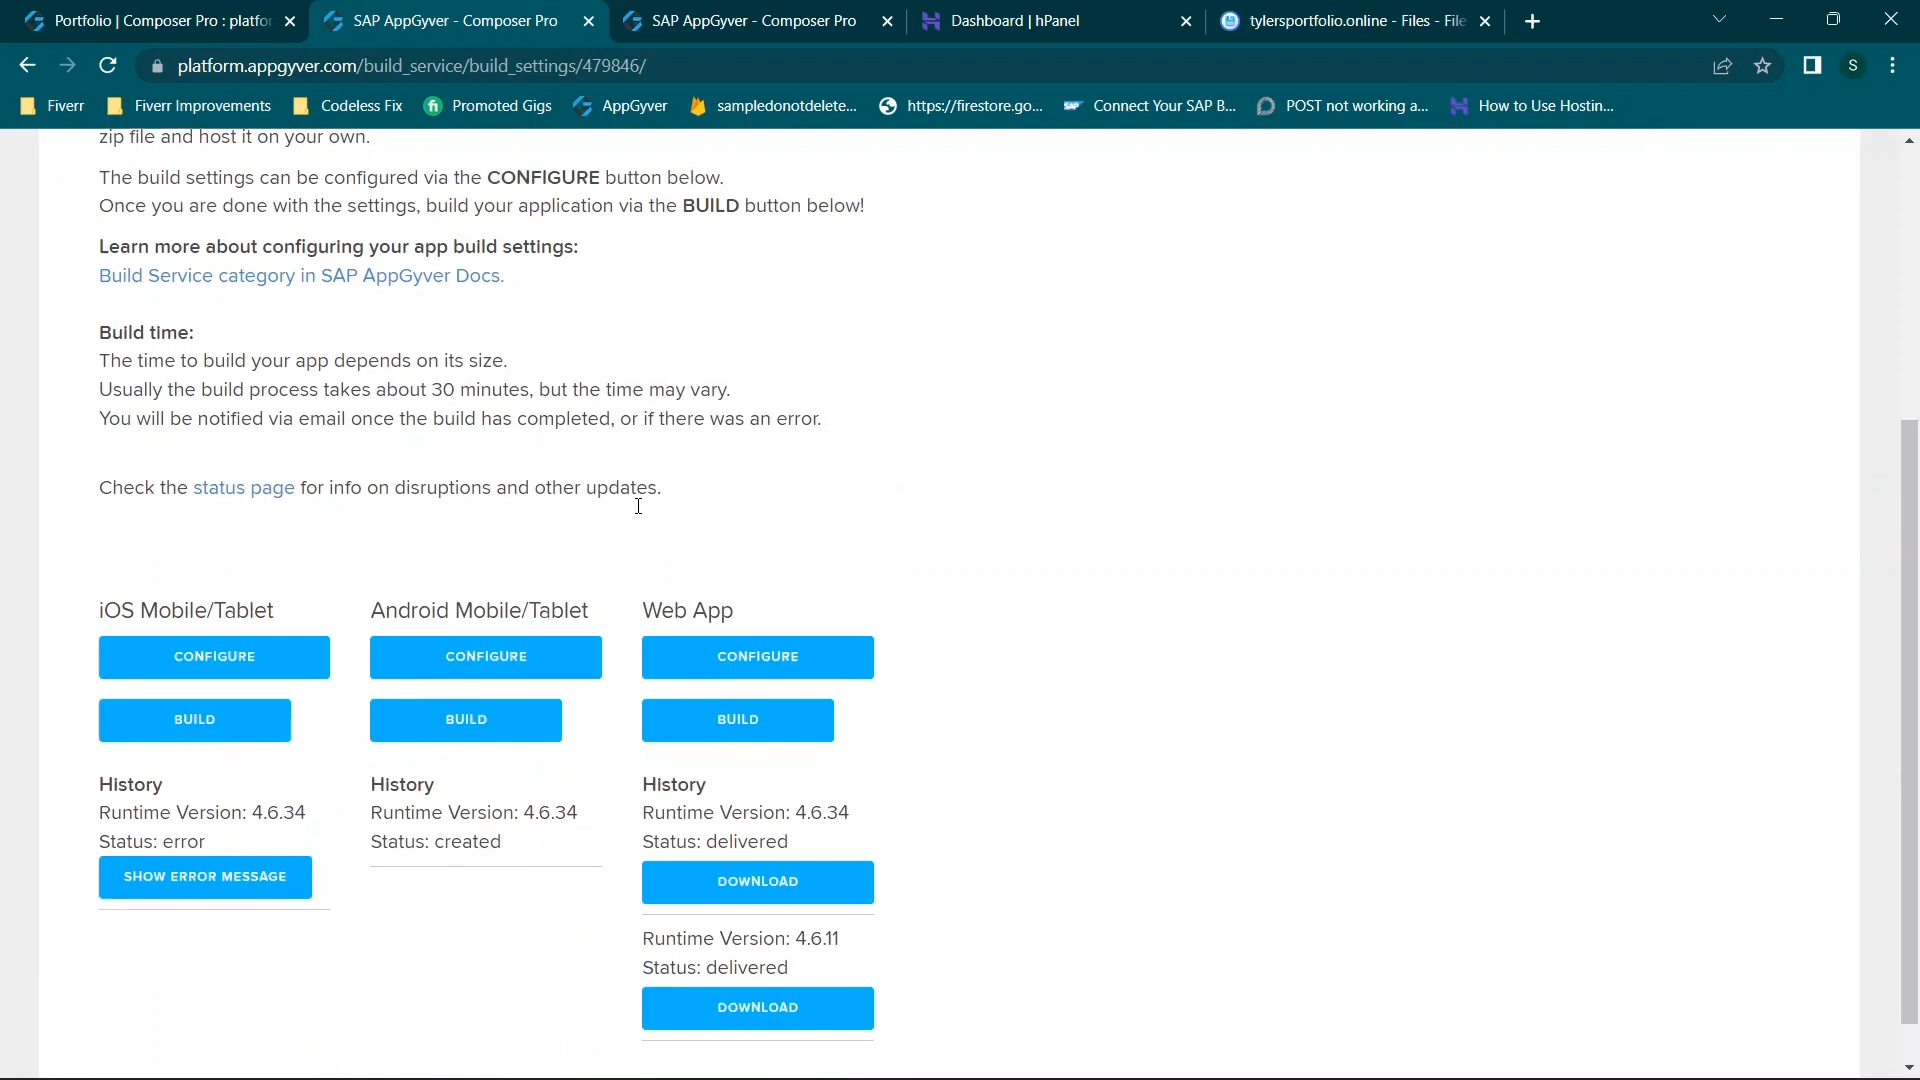 Portfolio | Composer Pro : platfor
SAP AppGyver - Composer Pro
SAP AppGyver - Composer Pro
Dashboard | hPanel
tylersportfolio.online - Files - File
platform.appgyver.com/build_service/build_settings/479846/
S
Fiverr
Fiverr Improvements
Codeless Fix
Promoted Gigs
AppGyver
sampledonotdelete...
https://firestore.go...
Connect Your SAP B...
POST not working a...
How to Use Hostin...
zip file and host it on your own.
The build settings can be configured via the CONFIGURE button below.
Once you are done with the settings, build your application via the BUILD button below!
Learn more about configuring your app build settings:
Build Service category in SAP AppGyver Docs.
Build time:
The time to build your app depends on its size.
Usually the build process takes about 30 minutes, but the time may vary.
You will be notified via email once the build has completed, or if there was an error.
Check the status page for info on disruptions and other updates.
iOS Mobile/Tablet
CONFIGURE
BUILD
History
Runtime Version: 4.6.34
Status: error
SHOW ERROR MESSAGE
Android Mobile/Tablet
CONFIGURE
BUILD
History
Runtime Version: 4.6.34
Status: created
Web App
CONFIGURE
BUILD
History
Runtime Version: 4.6.34
Status: delivered
DOWNLOAD
Runtime Version: 4.6.11
Status: delivered
DOWNLOAD